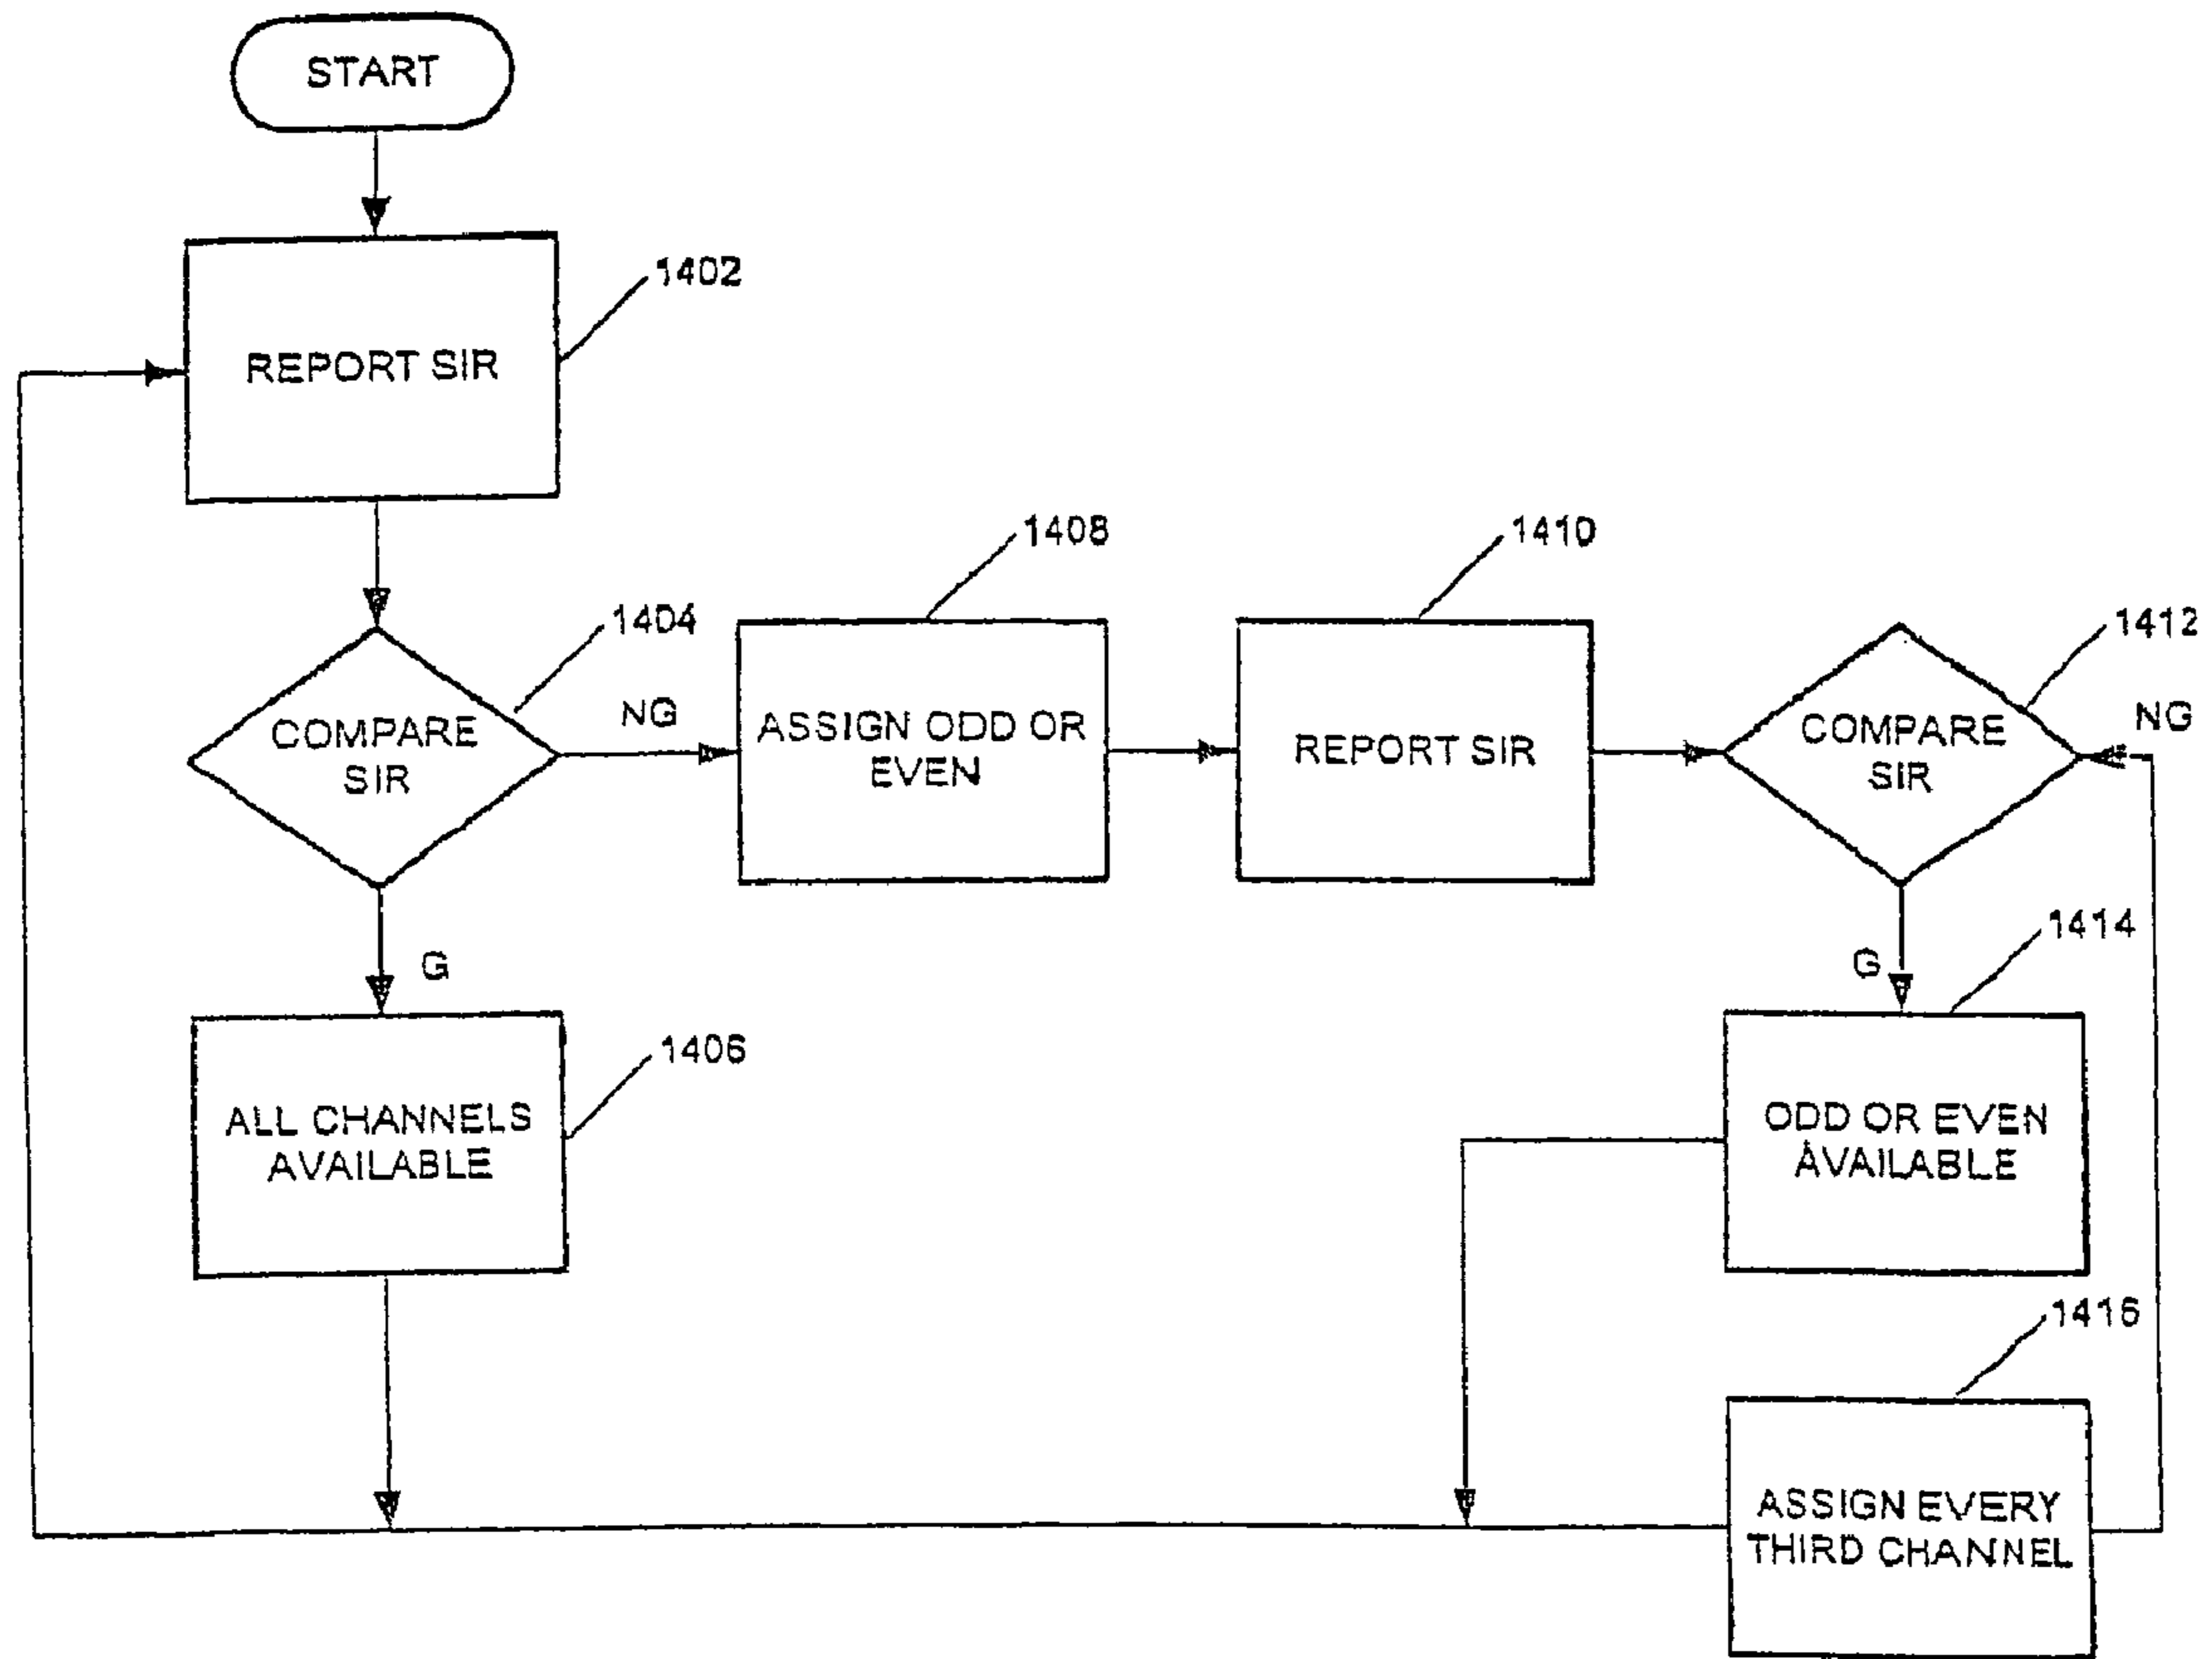 START
REPORT SIR
1402
1404
COMPARE
SIR
NG
G
1406
ALL CHANNELS
AVAILABLE
1408
ASSIGN ODD OR
EVEN
1410
REPORT SIR
1412
COMPARE
SIR
NG
G
1414
ODD OR EVEN
AVAILABLE
1416
ASSIGN EVERY
THIRD CHANNEL